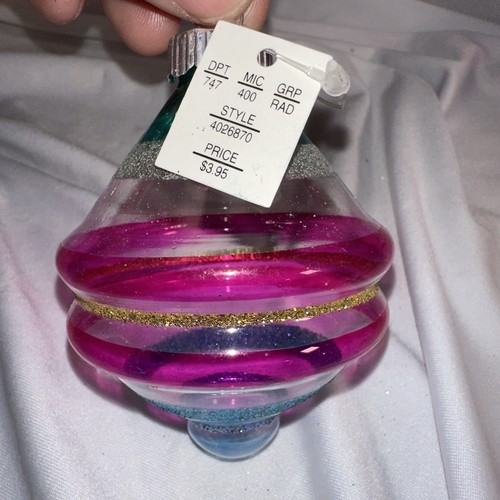 DPT MIC GRP
747 400 RAD
STYLE
4026870
PRICE
$3.95